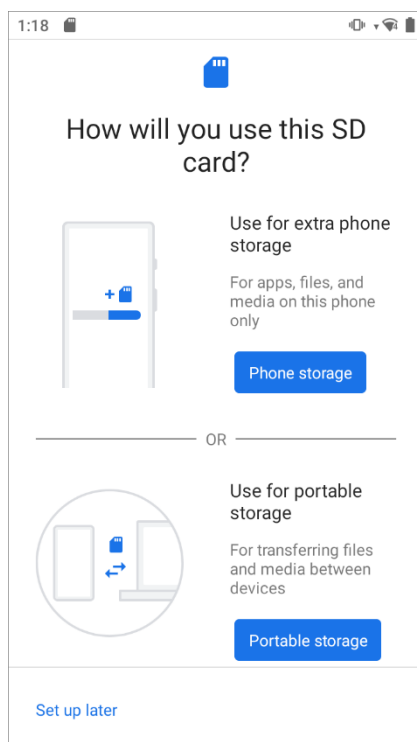 1:18
How will you use this SD
card?
Use for extra phone
storage
For apps, files, and
media on this phone
only
Phone storage
OR
Use for portable
storage
For transferring files
and media between
devices
Portable storage
Set up later